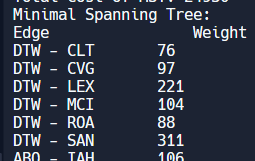 Total Cost of MST:
Minimal Spanning Tree:
Edge Weight
DTW – CLT 76
DTW – CVG 97
DTW – LEX 221
DTW – MCI 104
DTW – ROA 88
DTW – SAN 311
ABQ – IAH 106